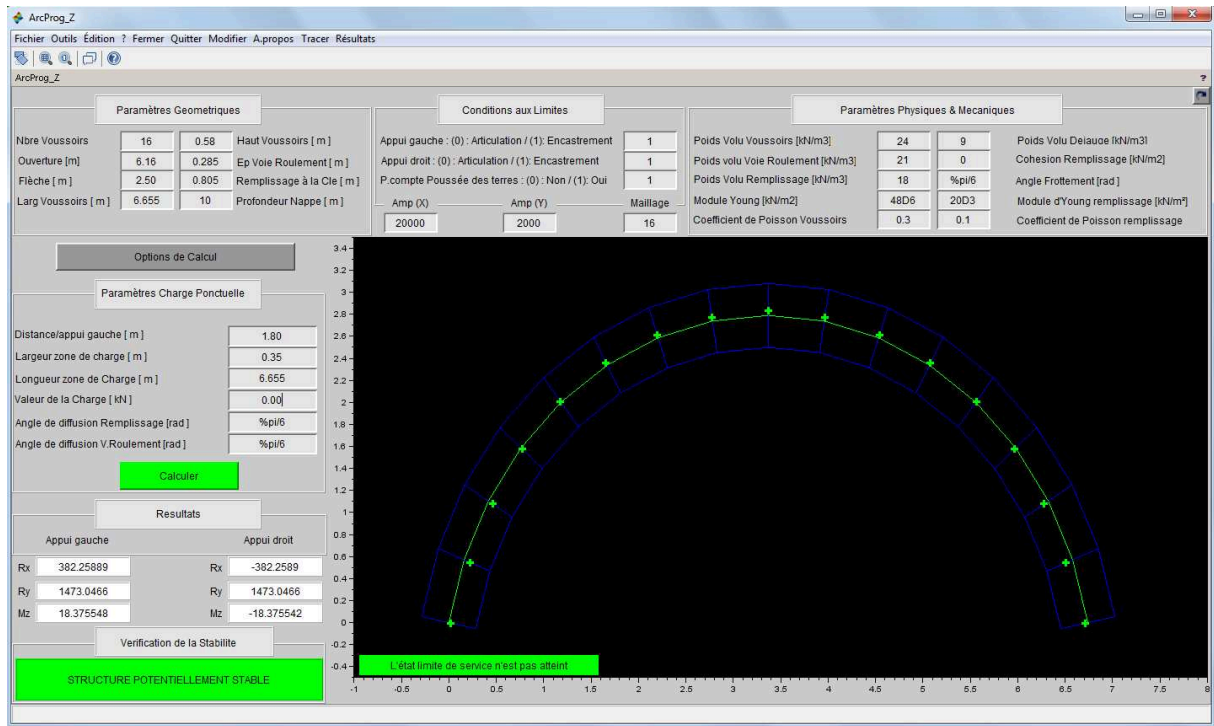 ArcProg_Z
Fichier Outils Édition ? Fermer Quitter Modifier A.propos Tracer Résultats
ArcProg_Z ?
Paramètres Geometriques
Nbre Voussoirs 16 0.58 Haut Voussoirs [ m ]
Ouverture [m] 6.16 0.285 Ep Voie Roulement [ m ]
Flèche [ m ] 2.50 0.805 Remplissage à la Cle [ m ]
Larg Voussoirs [ m ] 6.655 10 Profondeur Nappe [ m ]
Conditions aux Limites
Appui gauche : (0) : Articulation / (1): Encastrement 1
Appui droit : (0) : Articulation / (1): Encastrement 1
P.compte Poussée des terres : (0) : Non / (1): Oui 1
Amp (X) Amp (Y) Maillage
20000 2000 16
Paramètres Physiques & Mecaniques
Poids Volu Voussoirs [kN/m3] 24 9 Poids Volu Dejauge [kN/m3]
Poids volu Voie Roulement [kN/m3] 21 0 Cohesion Remplissage [kN/m2]
Poids Volu Remplissage [kN/m3] 18 %pi/6 Angle Frottement [rad ]
Module Young [kN/m2] 48D6 20D3 Module d'Young remplissage [kN/m²]
Coefficient de Poisson Voussoirs 0.3 0.1 Coefficient de Poisson remplissage
Options de Calcul
Paramètres Charge Ponctuelle
Distance/appui gauche [ m ] 1.80
Largeur zone de charge [ m ] 0.35
Longueur zone de Charge [ m ] 6.655
Valeur de la Charge [ kN ] 0.00
Angle de diffusion Remplissage [rad ] %pi/6
Angle de diffusion V.Roulement [rad ] %pi/6
Calculer
Resultats
Appui gauche Appui droit
Rx 382.25889 Rx -382.2589
Ry 1473.0466 Ry 1473.0466
Mz 18.375548 Mz -18.375542
Verification de la Stabilite
STRUCTURE POTENTIELLEMENT STABLE
3.4
3.2
3
2.8
2.6
2.4
2.2
2
1.8
1.6
1.4
1.2
1
0.8
0.6
0.4
0.2
0
-0.2
-0.4
L'état limite de service n'est pas atteint
-1 -0.5 0 0.5 1 1.5 2 2.5 3 3.5 4 4.5 5 5.5 6 6.5 7 7.5 8